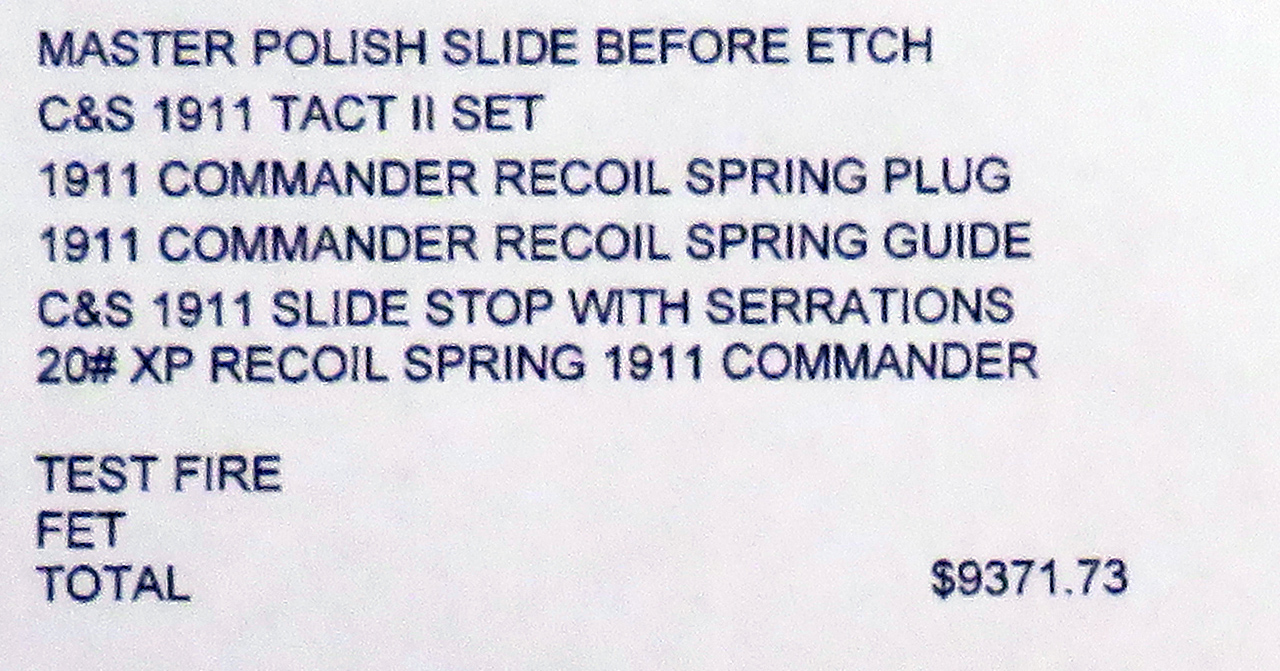 MASTER POLISH SLIDE BEFORE ETCH
C&S 1911 TACT II SET
1911 COMMANDER RECOIL SPRING PLUG
1911 COMMANDER RECOIL SPRING GUIDE
C&S 1911 SLIDE STOP WITH SERRATIONS
20# XP RECOIL SPRING 1911 COMMANDER
TEST FIRE
FET
TOTAL $9371.73